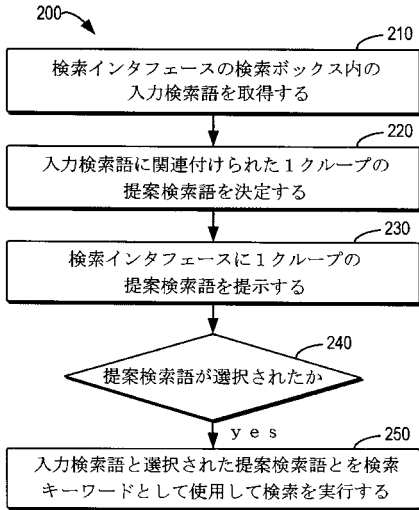 200
210
検索インタフェースの検索ボックス内の
入力検索語を取得する
220
入力検索語に関連付けられた１クループの
提案検索語を決定する
230
検索インタフェースに１クループの
提案検索語を提示する
240
提案検索語が選択されたか
ｙｅｓ
250
入力検索語と選択された提案検索語とを検索
キーワードとして使用して検索を実行する